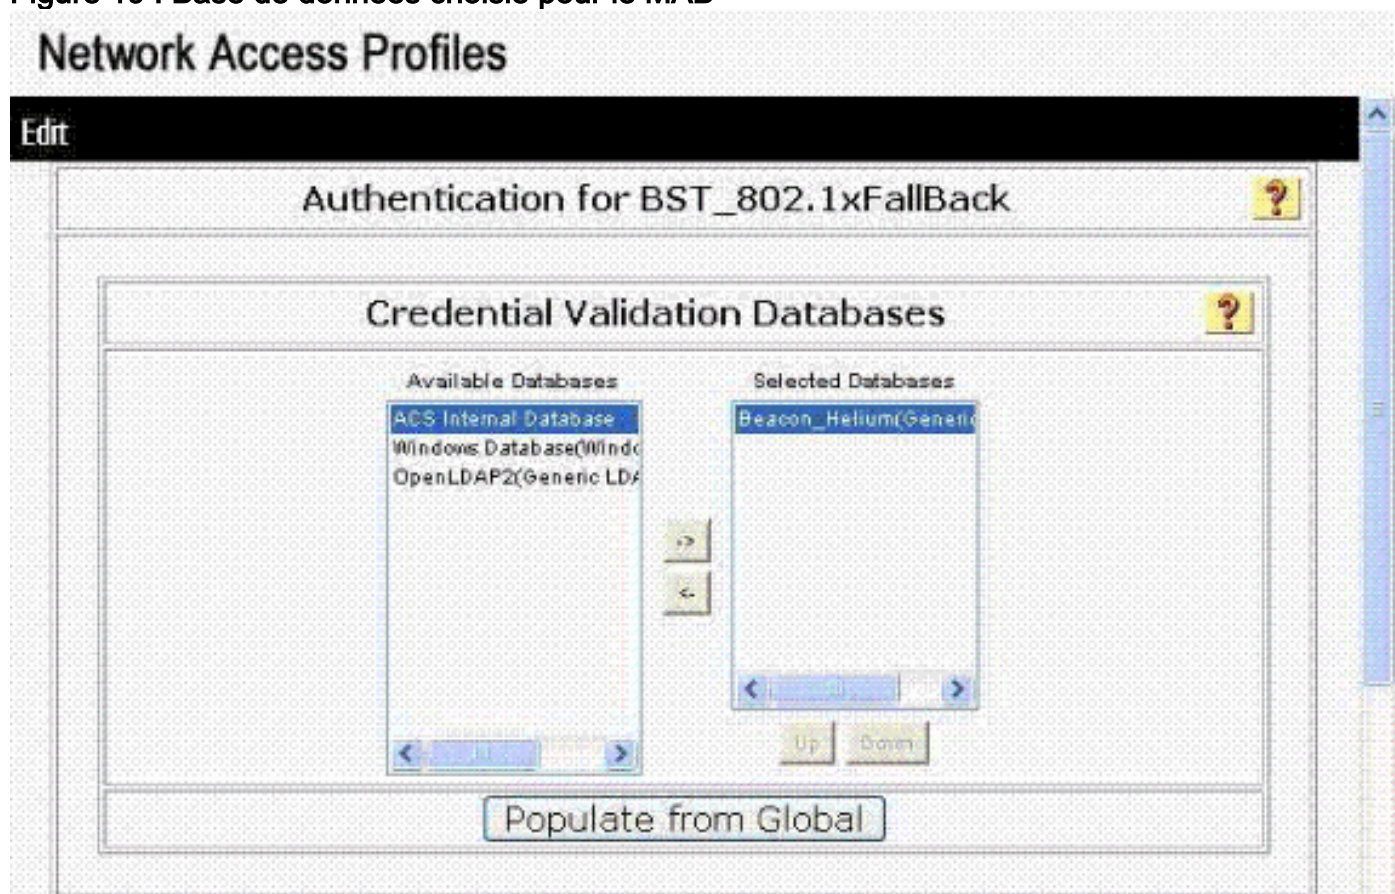 Network Access Profiles
Edit
Authentication for BST_802.1xFallBack
?
Credential Validation Databases
?
Available Databases
Selected Databases
ACS Internal Database
Windows Database(Windo
OpenLDAP2(Generic LDA
Beacon_Helium(Generic
->
<-
Up
Down
Populate from Global